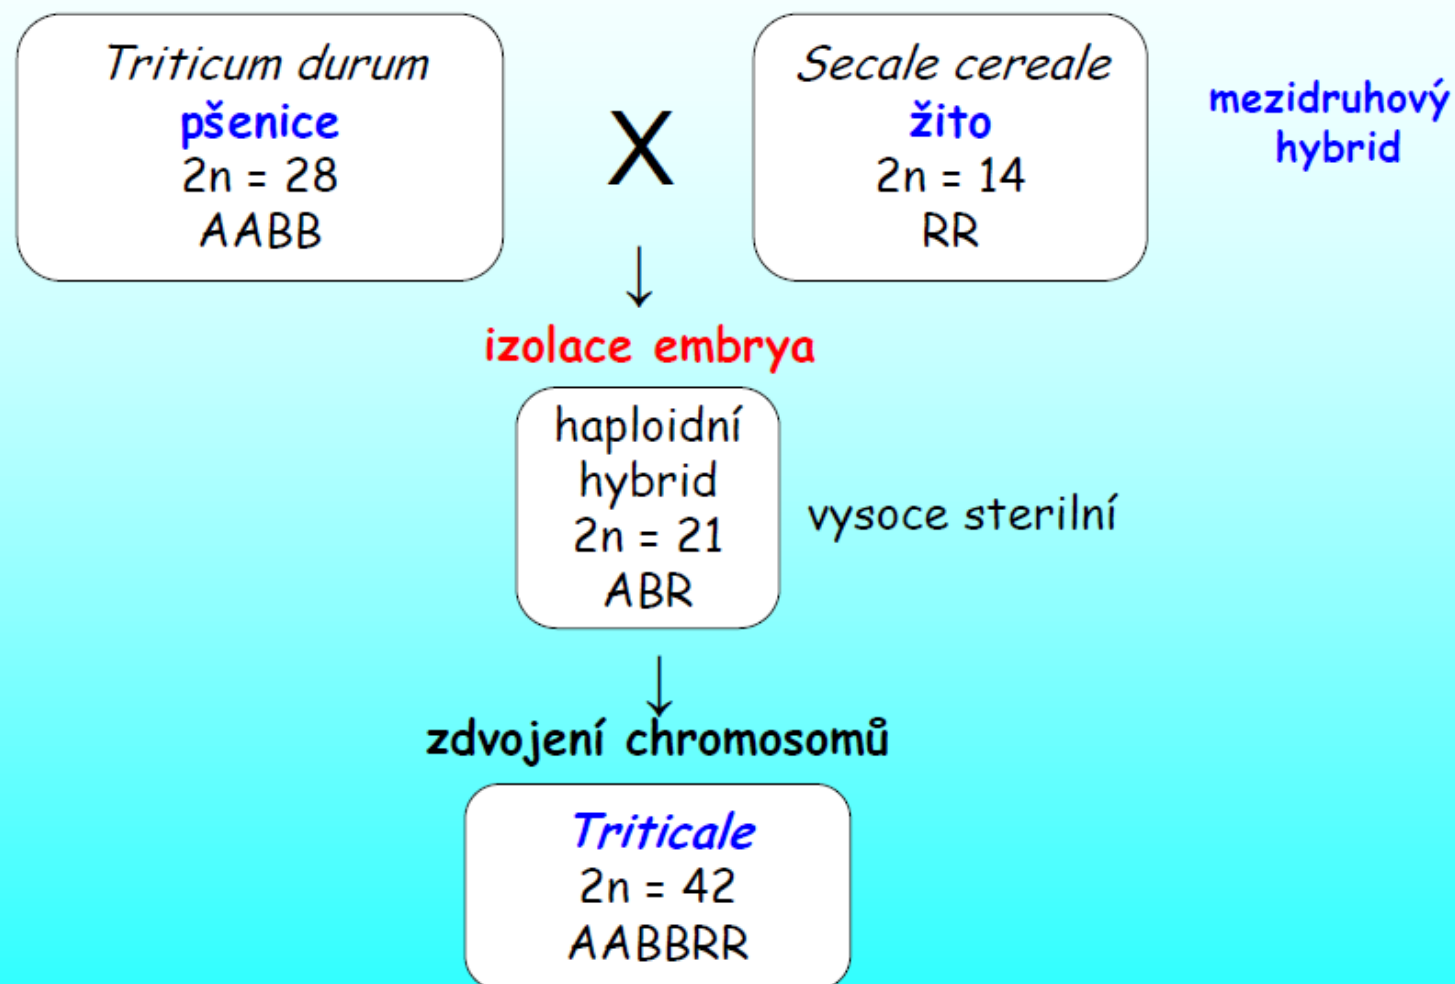 Triticum durum
pšenice
2n = 28
AABB
X
Secale cereale
žito
2n = 14
RR
mezidruhový
hybrid
↓
izolace embrya
haploidní
hybrid
2n = 21
ABR
vysoce sterilní
↓
zdvojení chromosomů
Triticale
2n = 42
AABBRR